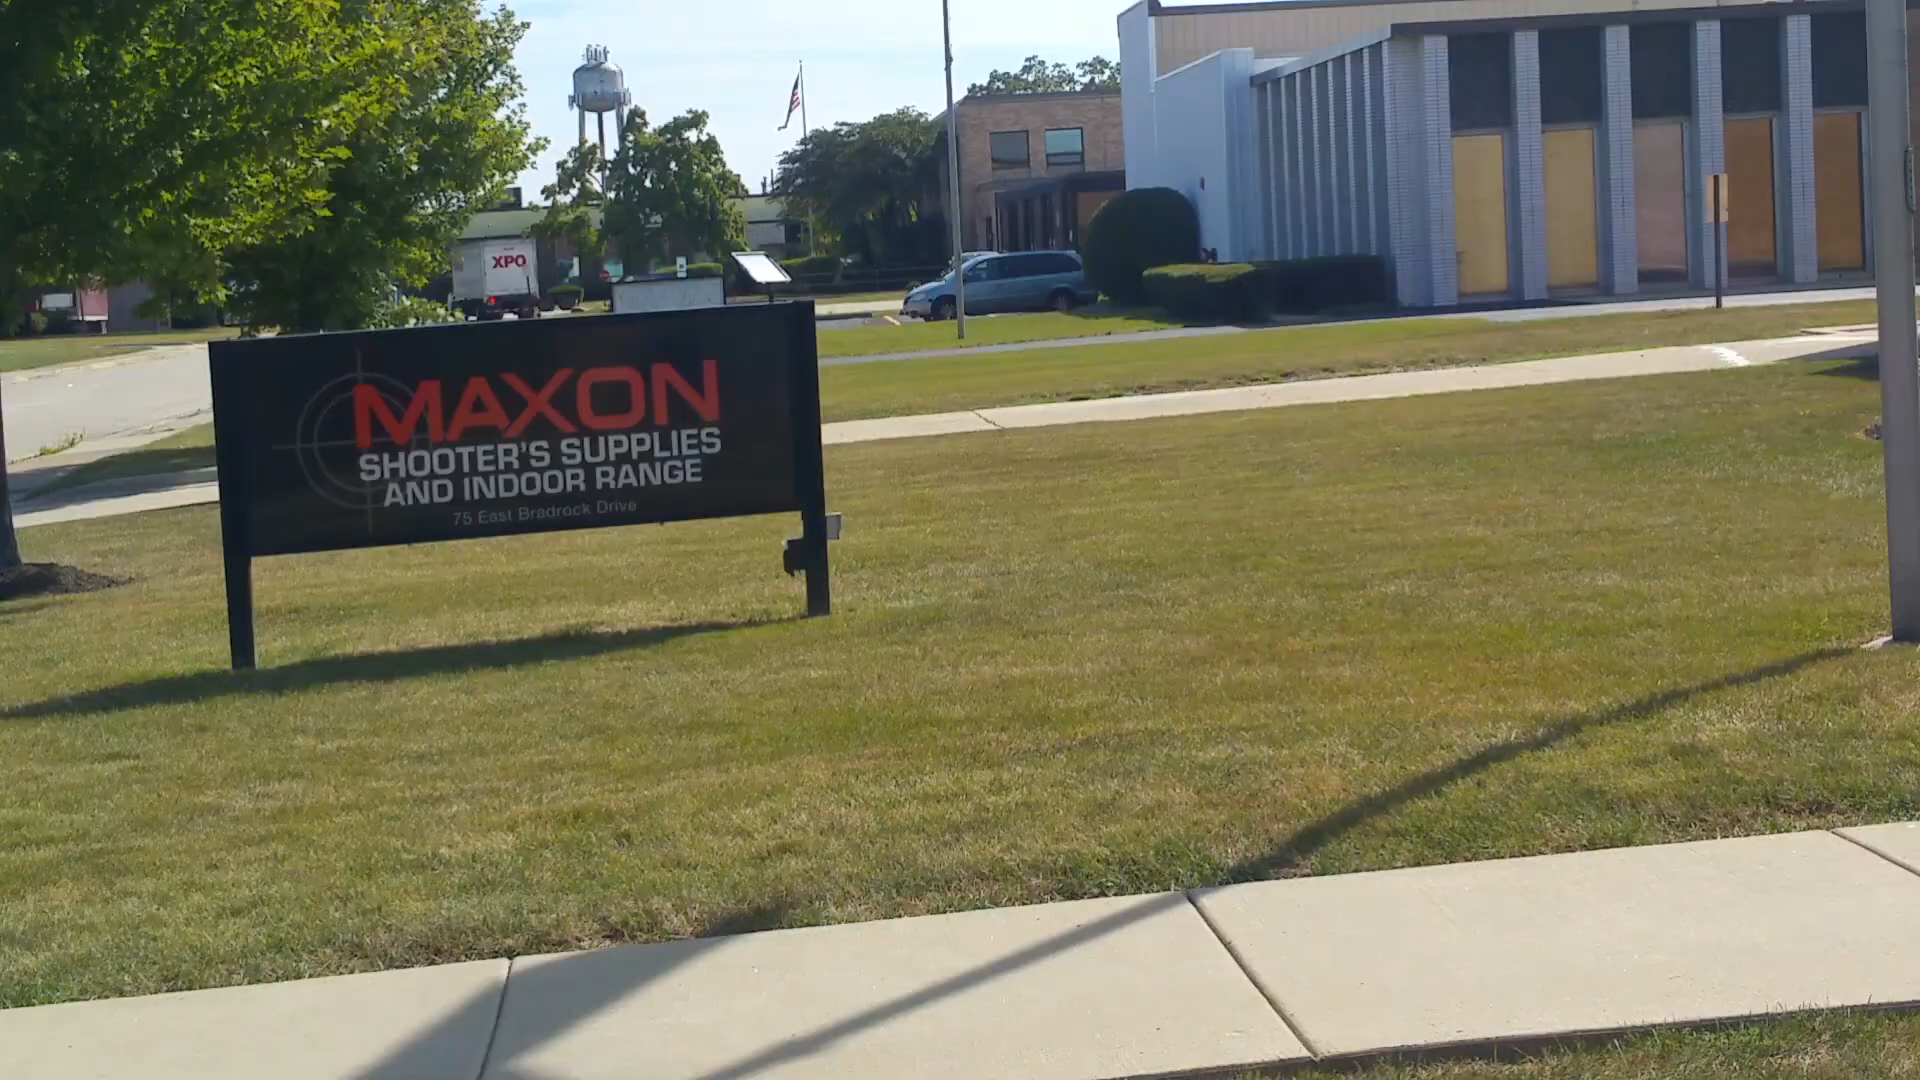 XPO
MAXON
SHOOTER'S SUPPLIES
AND INDOOR RANGE
75 East Bradrock Drive